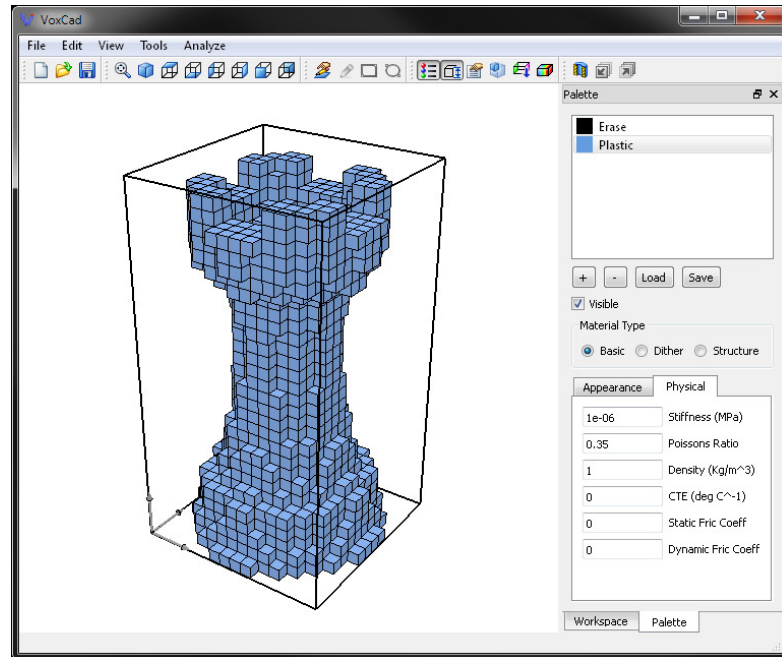 VoxCad
File Edit View Tools Analyze
Palette
Erase
Plastic
+ - Load Save
Visible
Material Type
Basic Dither Structure
Appearance Physical
1e-06 Stiffness (MPa)
0.35 Poissons Ratio
1 Density (Kg/m^3)
0 CTE (deg C^-1)
0 Static Fric Coeff
0 Dynamic Fric Coeff
Workspace Palette